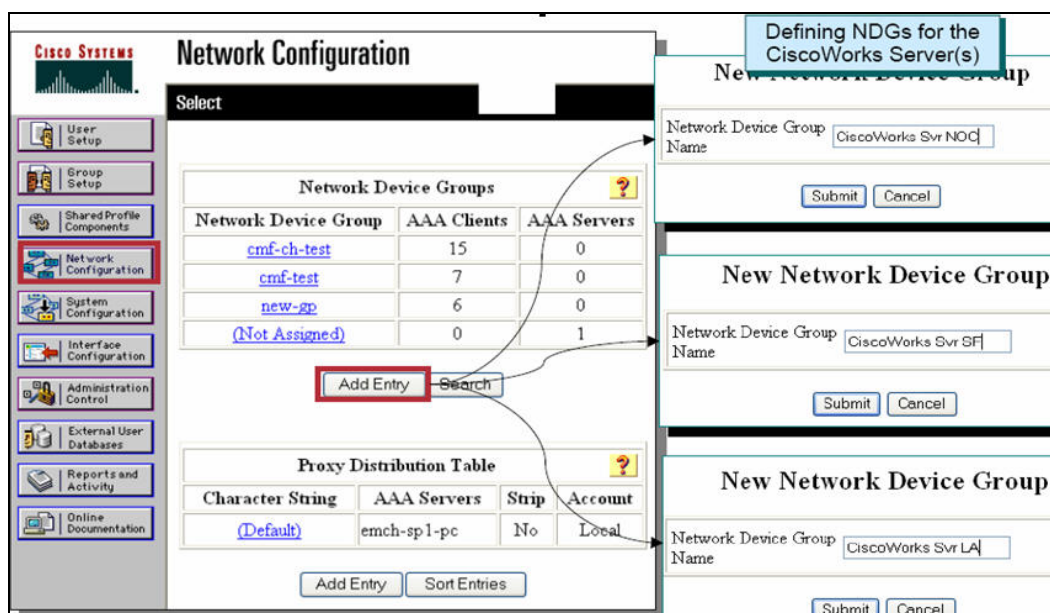 CISCO SYSTEMS
Network Configuration
Select
User
Setup
Group
Setup
Shared Profile
Components
Network
Configuration
System
Configuration
Interface
Configuration
Administration
Control
External User
Databases
Reports and
Activity
Online
Documentation
Network Device Groups ?
Network Device Group AAA Clients AAA Servers
cmf-ch-test 15 0
cmf-test 7 0
new-gp 6 0
(Not Assigned) 0 1
Add Entry Search
Proxy Distribution Table ?
Character String AAA Servers Strip Account
(Default) emch-sp1-pc No Local
Add Entry Sort Entries
Defining NDGs for the
CiscoWorks Server(s)
New Network Device Group
Network Device Group
Name
CiscoWorks Svr NOC
Submit Cancel
New Network Device Group
Network Device Group
Name
CiscoWorks Svr SF
Submit Cancel
New Network Device Group
Network Device Group
Name
CiscoWorks Svr LA
Submit Cancel